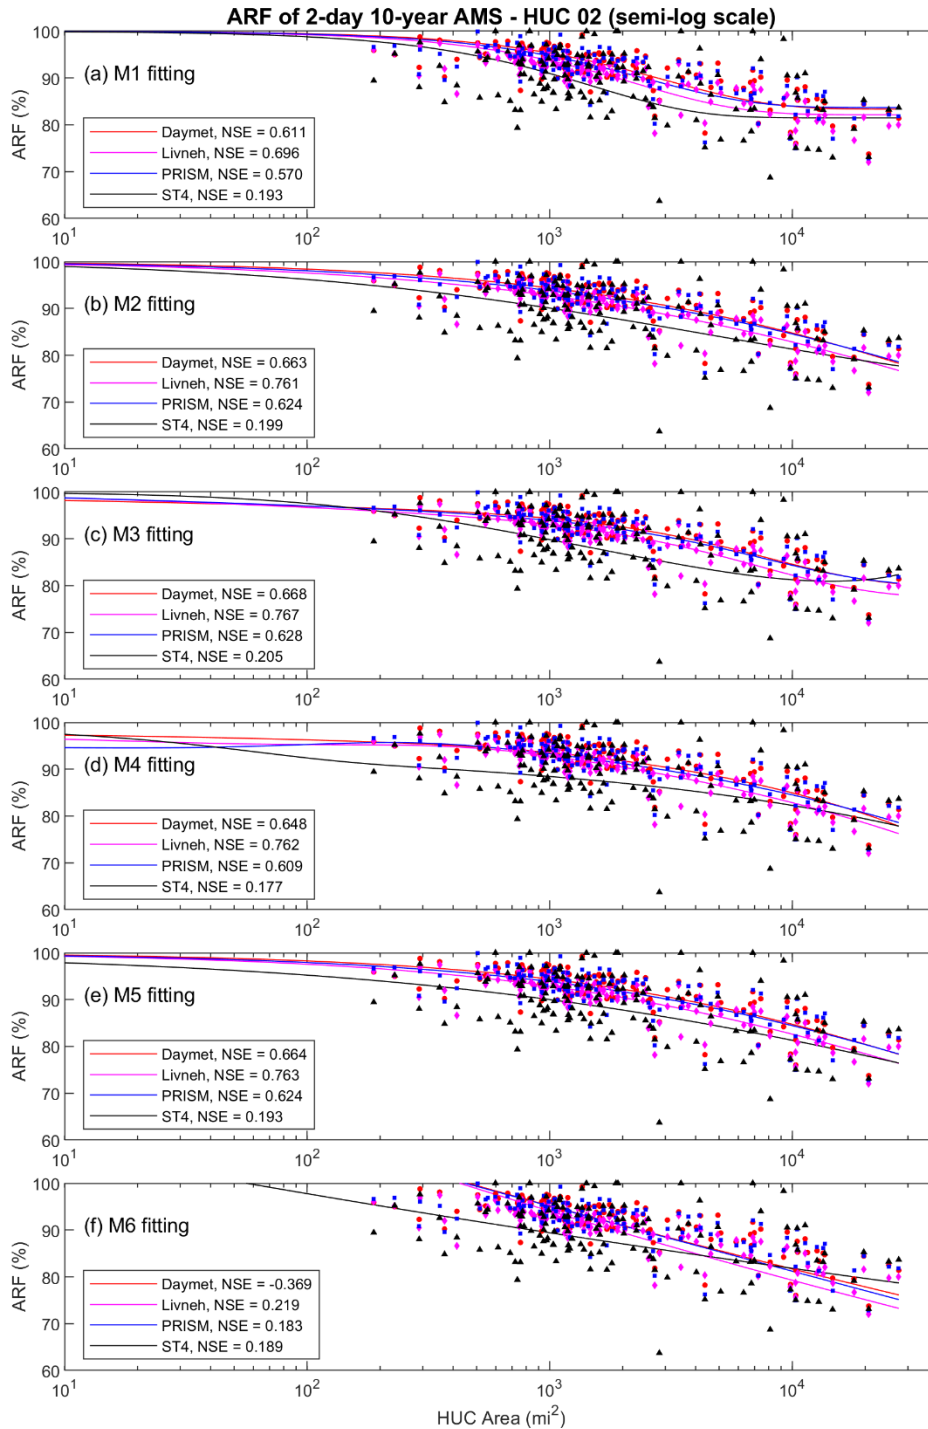 ARF of 2-day 10-year AMS - HUC 02 (semi-log scale)
100
90
80
70
60
ARF (%)
(a) M1 fitting
Daymet, NSE = 0.611
Livneh, NSE = 0.696
PRISM, NSE = 0.570
ST4, NSE = 0.193
10^1
10^2
10^3
10^4
100
90
80
70
60
ARF (%)
(b) M2 fitting
Daymet, NSE = 0.663
Livneh, NSE = 0.761
PRISM, NSE = 0.624
ST4, NSE = 0.199
10^1
10^2
10^3
10^4
100
90
80
70
60
ARF (%)
(c) M3 fitting
Daymet, NSE = 0.668
Livneh, NSE = 0.767
PRISM, NSE = 0.628
ST4, NSE = 0.205
10^1
10^2
10^3
10^4
100
90
80
70
60
ARF (%)
(d) M4 fitting
Daymet, NSE = 0.648
Livneh, NSE = 0.762
PRISM, NSE = 0.609
ST4, NSE = 0.177
10^1
10^2
10^3
10^4
100
90
80
70
60
ARF (%)
(e) M5 fitting
Daymet, NSE = 0.664
Livneh, NSE = 0.763
PRISM, NSE = 0.624
ST4, NSE = 0.193
10^1
10^2
10^3
10^4
100
90
80
70
60
ARF (%)
(f) M6 fitting
Daymet, NSE = -0.369
Livneh, NSE = 0.219
PRISM, NSE = 0.183
ST4, NSE = 0.189
10^1
10^2
10^3
10^4
HUC Area (mi^2)